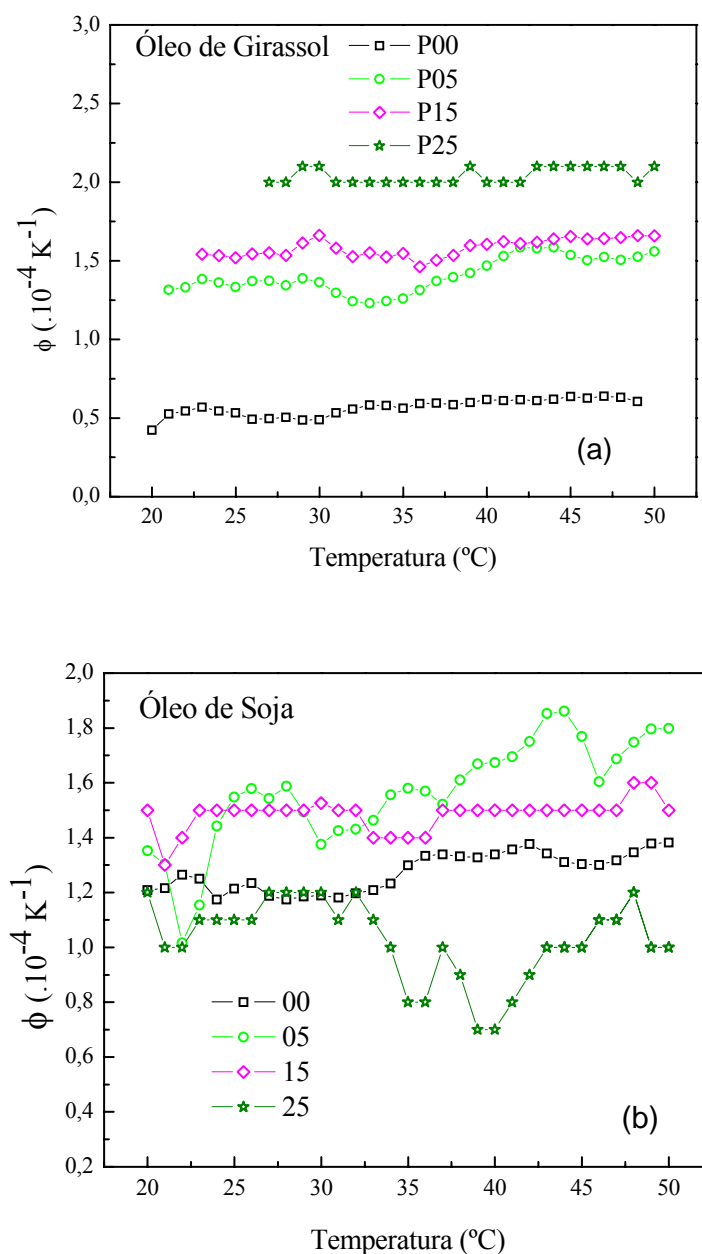 Óleo de Girassol
P00
P05
P15
P25
3,0
2,5
2,0
1,5
1,0
0,5
0,0
ϕ (.10⁻⁴ K⁻¹)
(a)
20 25 30 35 40 45 50
Temperatura (ºC)
Óleo de Soja
2,0
1,8
1,6
1,4
1,2
1,0
0,8
0,6
0,4
0,2
ϕ (.10⁻⁴ K⁻¹)
00
05
15
25
(b)
20 25 30 35 40 45 50
Temperatura (ºC)